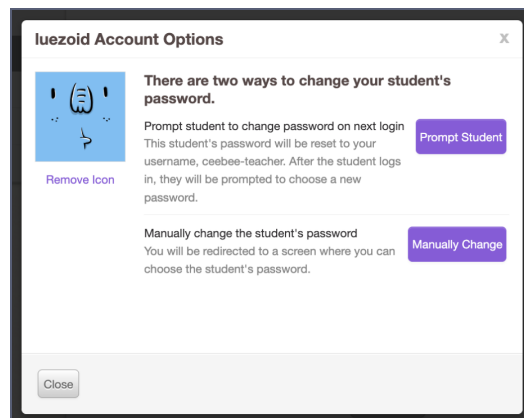 luezoid Account Options
x
There are two ways to change your student's
password.
Prompt student to change password on next login
This student's password will be reset to your
username, ceebee-teacher. After the student logs
in, they will be prompted to choose a new
password.
Prompt Student
Remove Icon
Manually change the student's password
You will be redirected to a screen where you can
choose the student's password.
Manually Change
Close